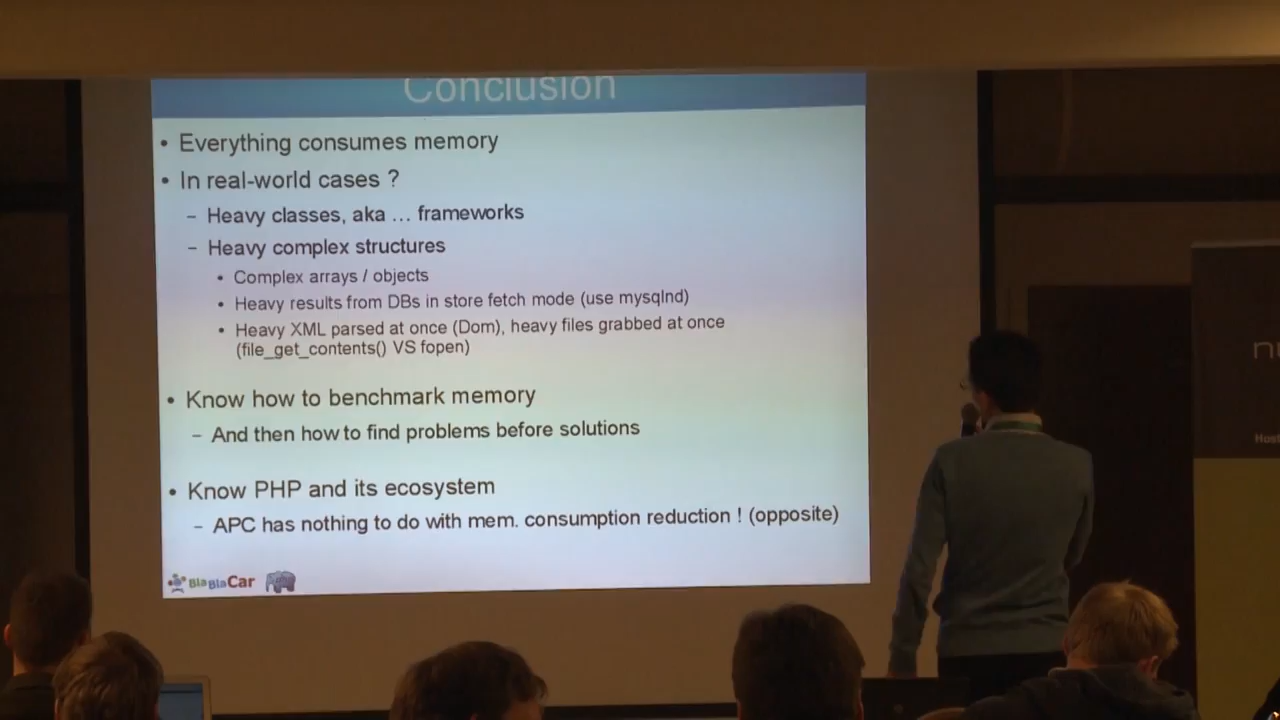 Conclusion
• Everything consumes memory
• In real-world cases ?
– Heavy classes, aka … frameworks
– Heavy complex structures
• Complex arrays / objects
• Heavy results from DBs in store fetch mode (use mysqlnd)
• Heavy XML parsed at once (Dom), heavy files grabbed at once
(file_get_contents() VS fopen)
• Know how to benchmark memory
– And then how to find problems before solutions
• Know PHP and its ecosystem
– APC has nothing to do with mem. consumption reduction ! (opposite)
BlaBlaCar